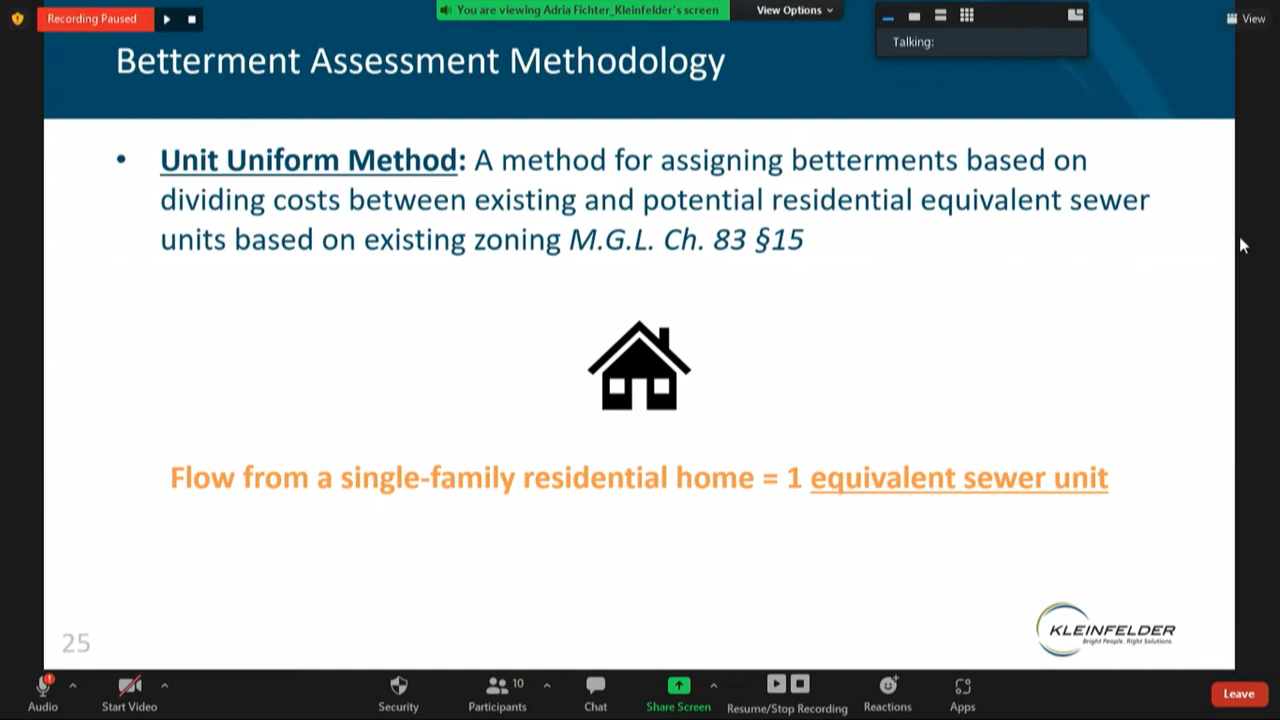 Recording Paused
You are viewing Adria Fichter_Kleinfelder's screen
View Options
View
Talking:
Betterment Assessment Methodology
• Unit Uniform Method: A method for assigning betterments based on
dividing costs between existing and potential residential equivalent sewer
units based on existing zoning M.G.L. Ch. 83 §15
Flow from a single-family residential home = 1 equivalent sewer unit
KLEINFELDER
Bright People. Right Solutions.
25
Audio
Start Video
Security
Participants
10
Chat
Share Screen
Resume/Stop Recording
Reactions
Apps
Leave